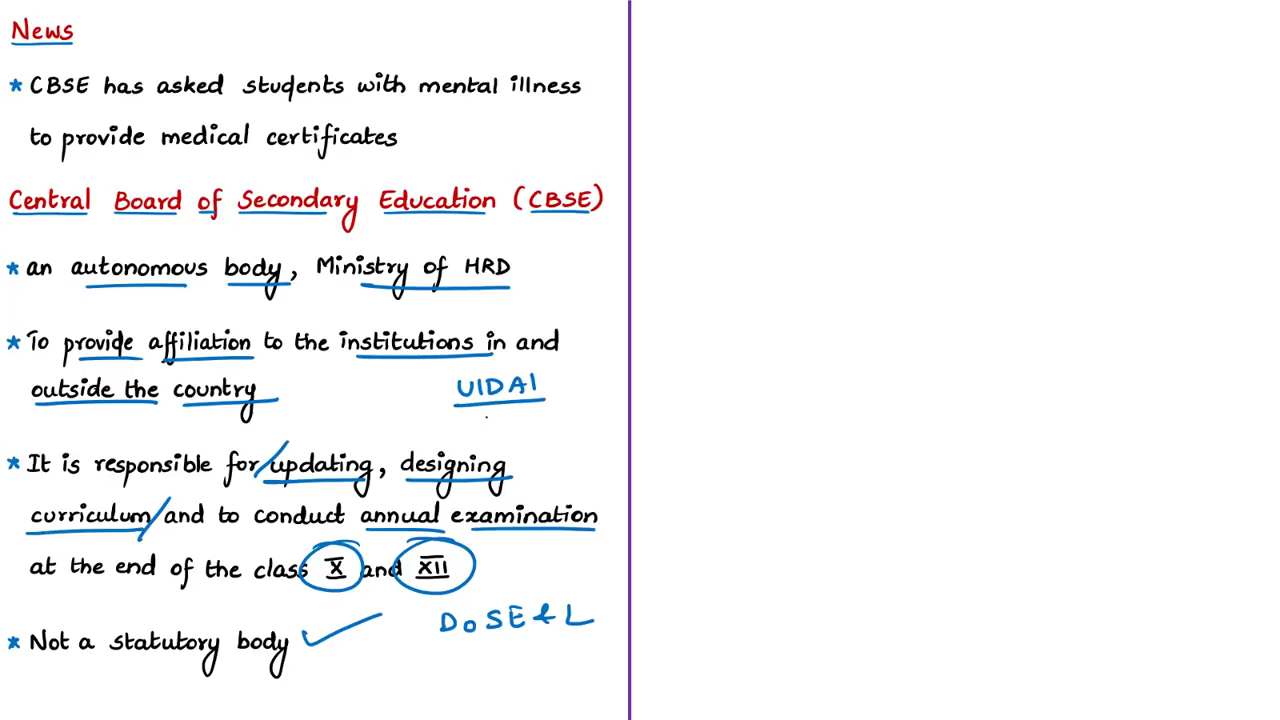 News
* CBSE has asked students with mental illness
to provide medical certificates
Central Board of Secondary Education (CBSE)
* an autonomous body, Ministry of HRD
* To provide affiliation to the institutions in and
outside the country
UIDAI
* It is responsible for updating, designing
curriculum and to conduct annual examination
at the end of the class X and XII
DoSE & L
* Not a statutory body